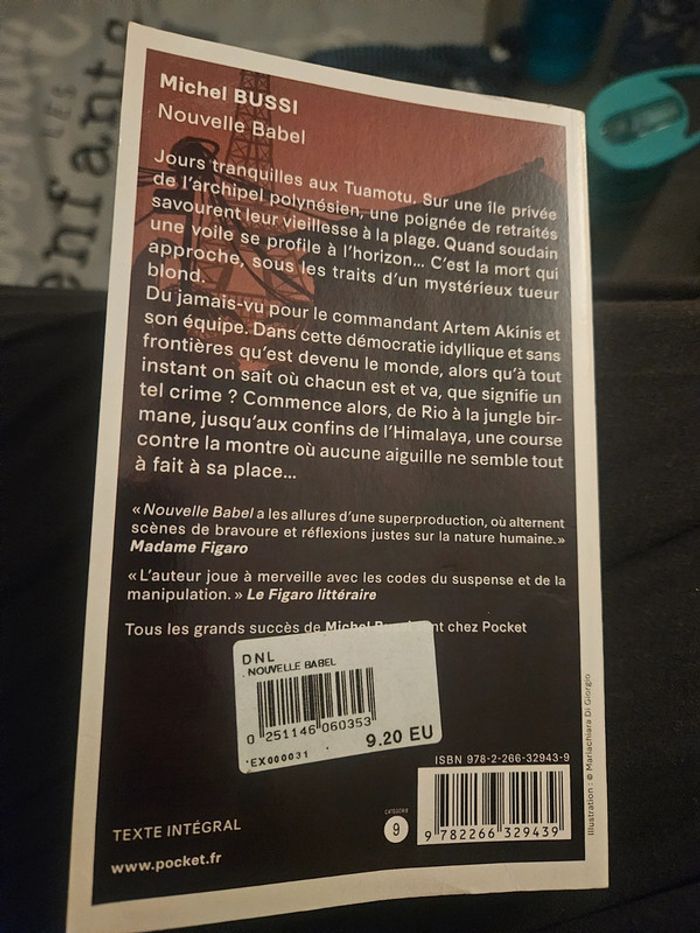 LES
enfants
Michel BUSSI
Nouvelle Babel
Jours tranquilles aux Tuamotu. Sur une île privée
de l'archipel polynésien, une poignée de retraités
savourent leur vieillesse à la plage. Quand soudain
une voile se profile à l'horizon... C'est la mort qui
approche, sous les traits d'un mystérieux tueur
blond.
Du jamais-vu pour le commandant Artem Akinis et
son équipe. Dans cette démocratie idyllique et sans
frontières qu'est devenu le monde, alors qu'à tout
instant on sait où chacun est et va, que signifie un
tel crime ? Commence alors, de Rio à la jungle bir-
mane, jusqu'aux confins de l'Himalaya, une course
contre la montre où aucune aiguille ne semble tout
à fait à sa place...
« Nouvelle Babel a les allures d'une superproduction, où alternent
scènes de bravoure et réflexions justes sur la nature humaine. »
Madame Figaro
« L'auteur joue à merveille avec les codes du suspense et de la
manipulation. » Le Figaro littéraire
Tous les grands succès de Michel chez Pocket
DNL
. NOUVELLE BABEL
0 251146 060353
*EX000031 9.20 EU
ISBN 978-2-266-32943-9
CATÉGORIE
9
9 782266 329439
TEXTE INTÉGRAL
www.pocket.fr
Illustration : © Mariachiara Di Giorgio